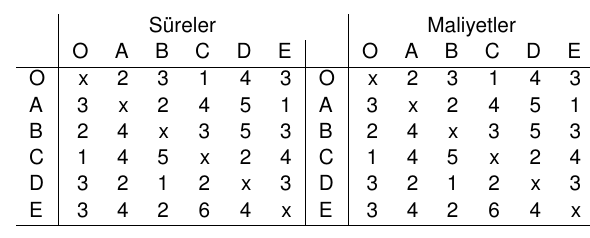 Süreler Maliyetler
O A B C D E O A B C D E
O x 2 3 1 4 3 O x 2 3 1 4 3
A 3 x 2 4 5 1 A 3 x 2 4 5 1
B 2 4 x 3 5 3 B 2 4 x 3 5 3
C 1 4 5 x 2 4 C 1 4 5 x 2 4
D 3 2 1 2 x 3 D 3 2 1 2 x 3
E 3 4 2 6 4 x E 3 4 2 6 4 x